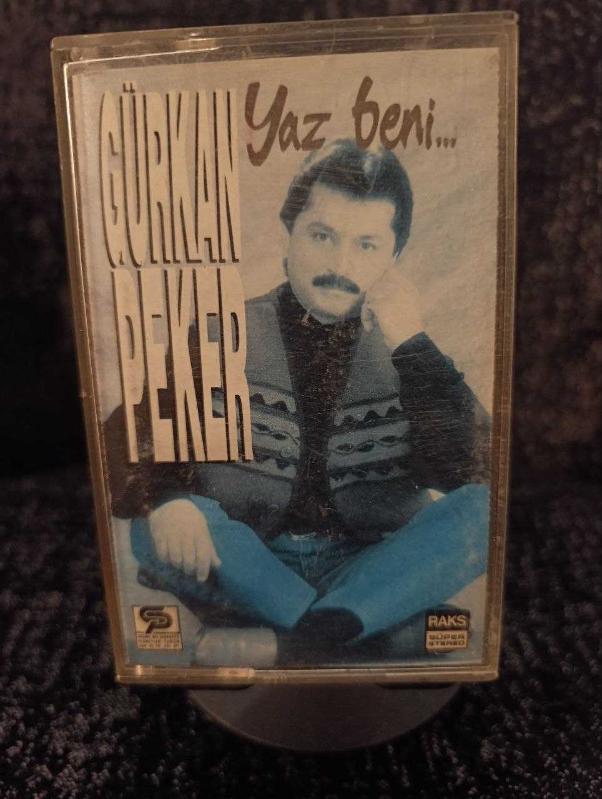 GÜRKAN
PEKER
Yaz beni...
RAKS
SÜPER
STEREO